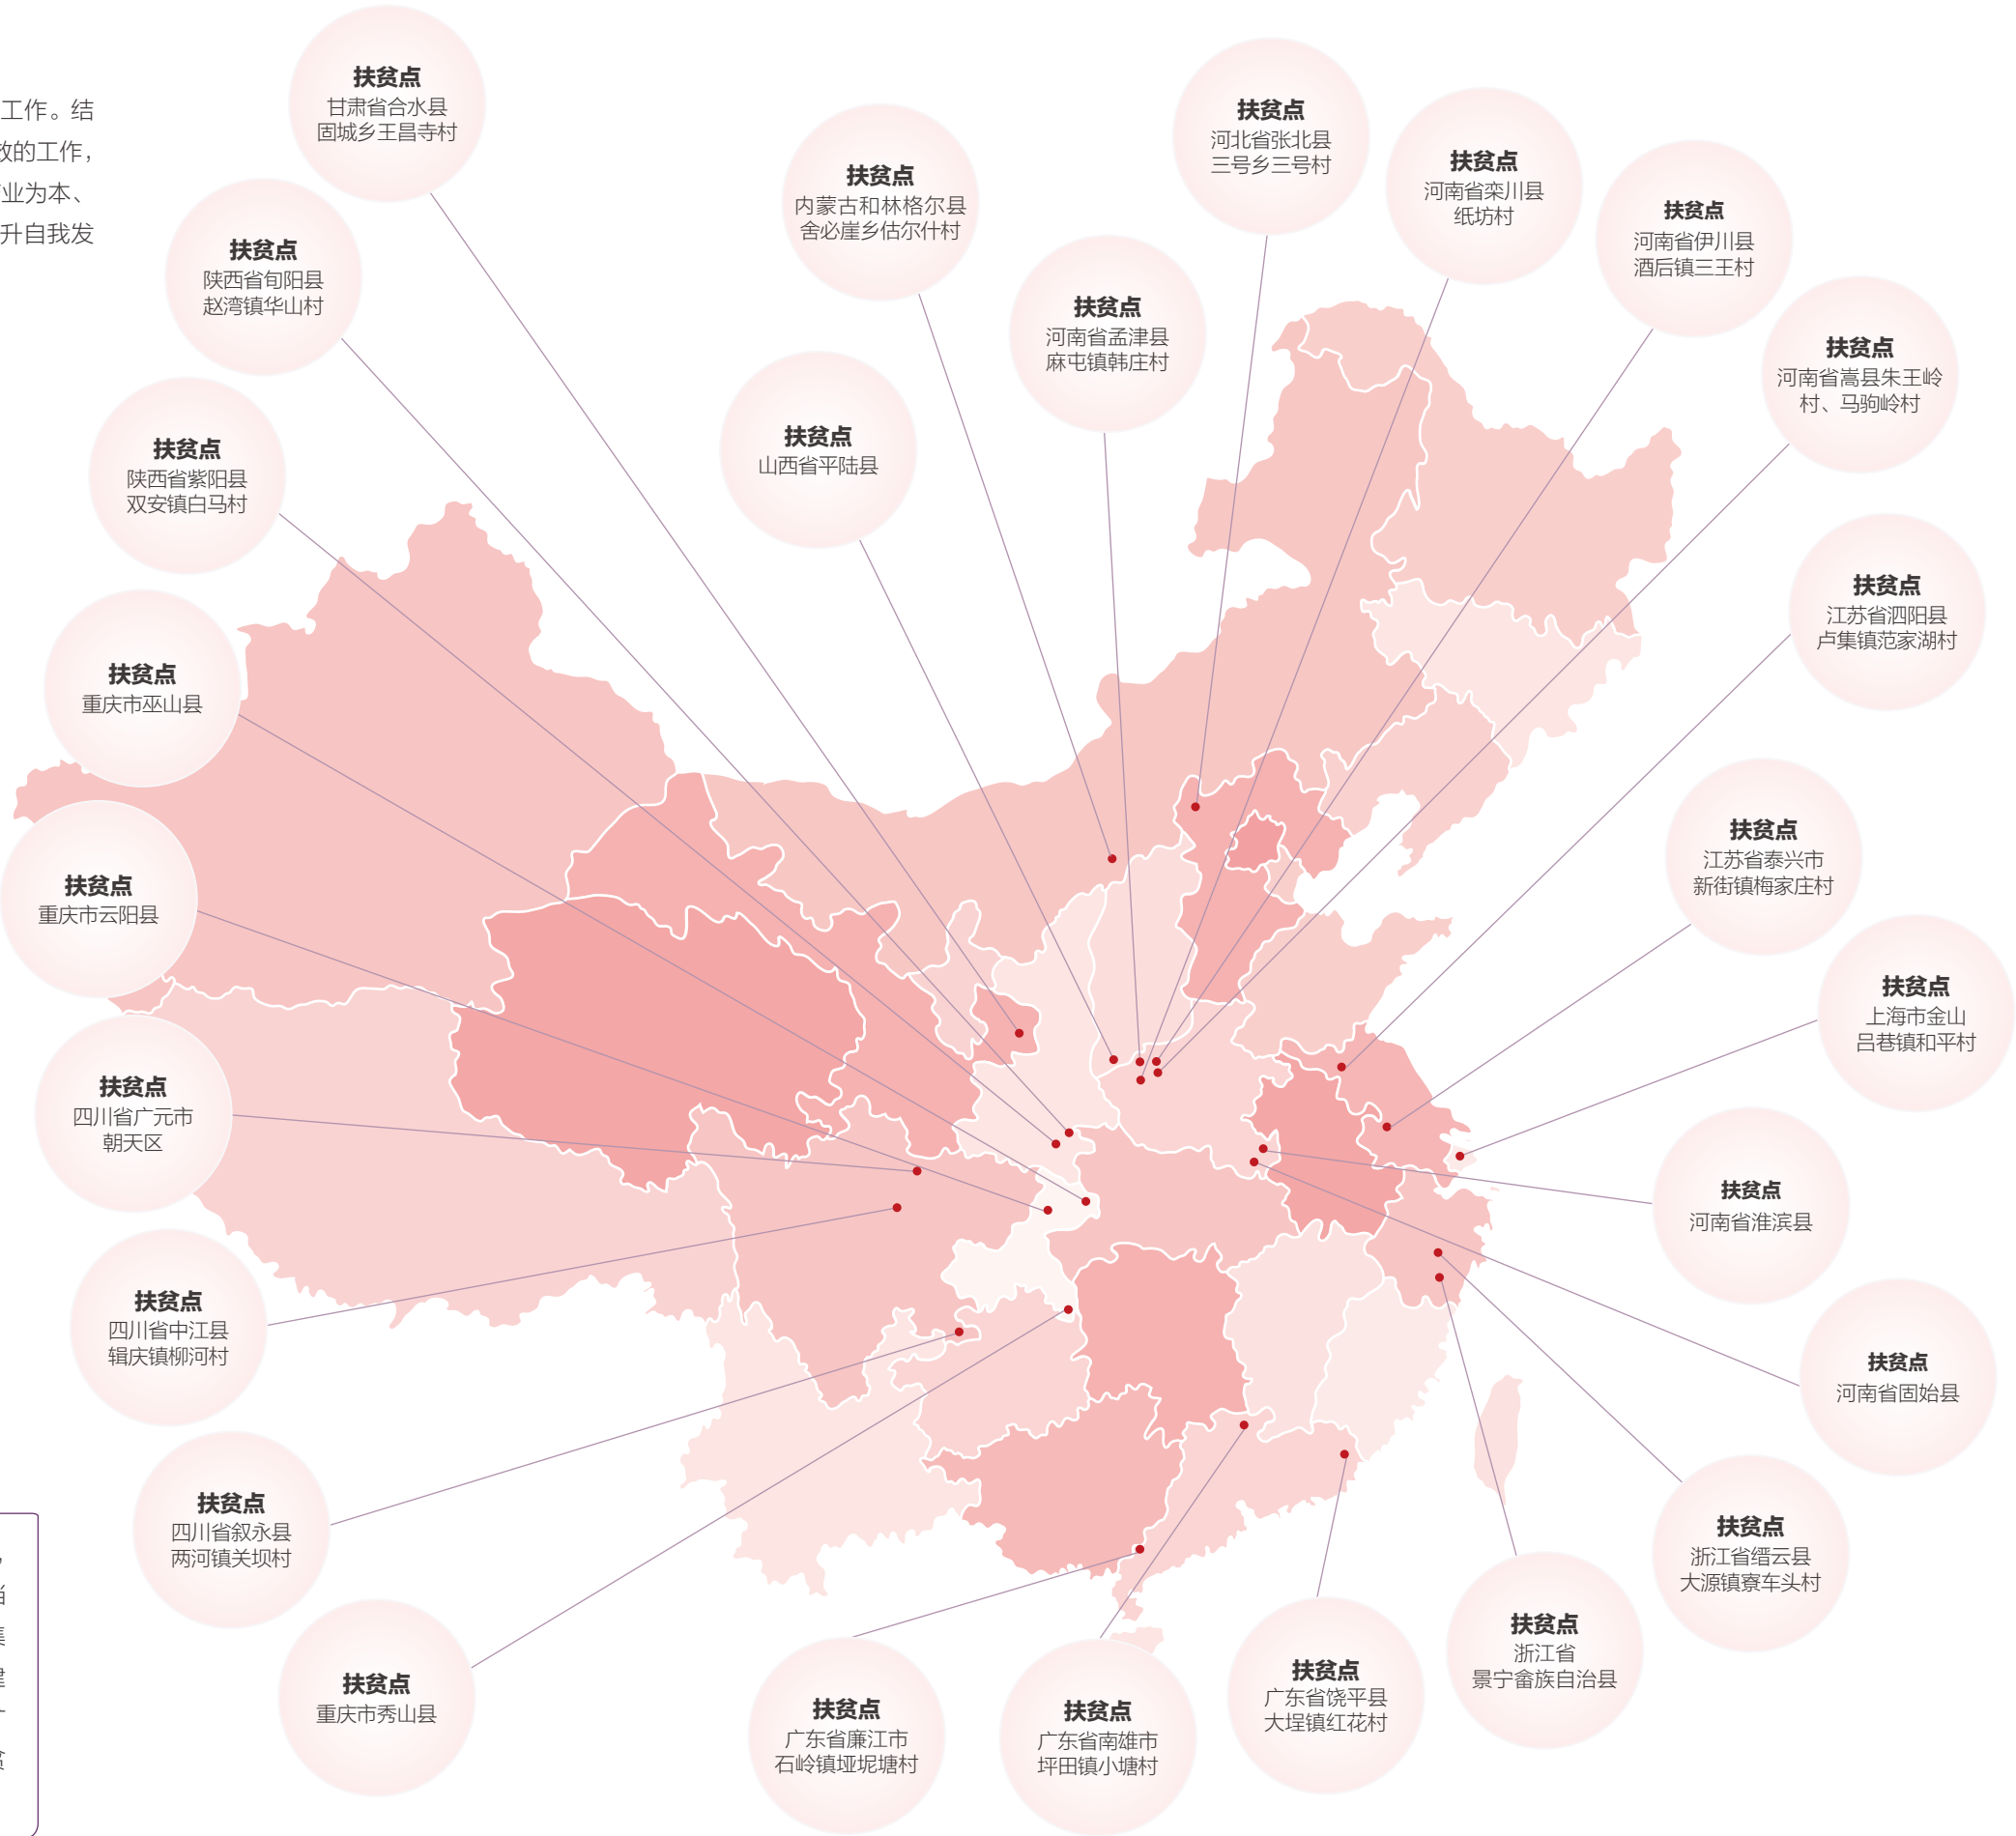 工作。结
效的工作，
业为本、
升自我发
扶贫点
甘肃省合水县
固城乡王昌寺村
扶贫点
陕西省旬阳县
赵湾镇华山村
扶贫点
陕西省紫阳县
双安镇白马村
扶贫点
重庆市巫山县
扶贫点
重庆市云阳县
扶贫点
四川省广元市
朝天区
扶贫点
四川省中江县
辑庆镇柳河村
扶贫点
四川省叙永县
两河镇关坝村
扶贫点
重庆市秀山县
扶贫点
内蒙古和林格尔县
舍必崖乡估尔什村
扶贫点
山西省平陆县
扶贫点
河南省孟津县
麻屯镇韩庄村
扶贫点
河北省张北县
三号乡三号村
扶贫点
河南省栾川县
纸坊村
扶贫点
河南省伊川县
酒后镇三王村
扶贫点
河南省嵩县朱王岭
村、马驹岭村
扶贫点
江苏省泗阳县
卢集镇范家湖村
扶贫点
江苏省泰兴市
新街镇梅家庄村
扶贫点
上海市金山
吕巷镇和平村
扶贫点
河南省淮滨县
扶贫点
河南省固始县
扶贫点
浙江省缙云县
大源镇寮车头村
扶贫点
浙江省
景宁畲族自治县
扶贫点
广东省饶平县
大埕镇红花村
扶贫点
广东省南雄市
坪田镇小塘村
扶贫点
广东省廉江市
石岭镇垭坭塘村